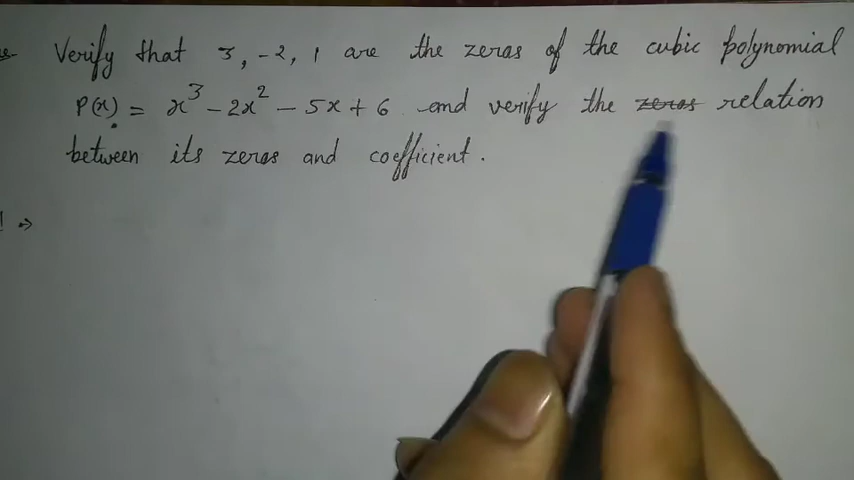 Verify that 3, -2, 1 are the zeros of the cubic polynomial
P(x) = x³ - 2x² - 5x + 6 and verify the relation
between its zeros and coefficient.